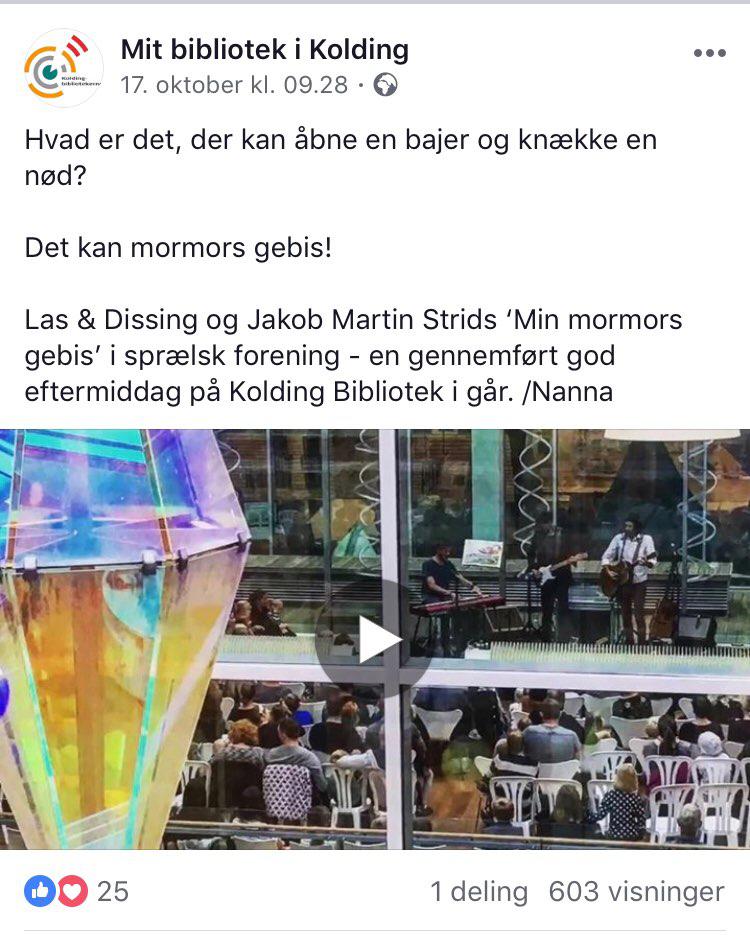 Mit bibliotek i Kolding
Kolding-
bibliotekerne
17. oktober kl. 09.28 ·
Hvad er det, der kan åbne en bajer og knække en
nød?
Det kan mormors gebis!
Las & Dissing og Jakob Martin Strids ‘Min mormors
gebis’ i sprælsk forening - en gennemført god
eftermiddag på Kolding Bibliotek i går. /Nanna
25
1 deling 603 visninger